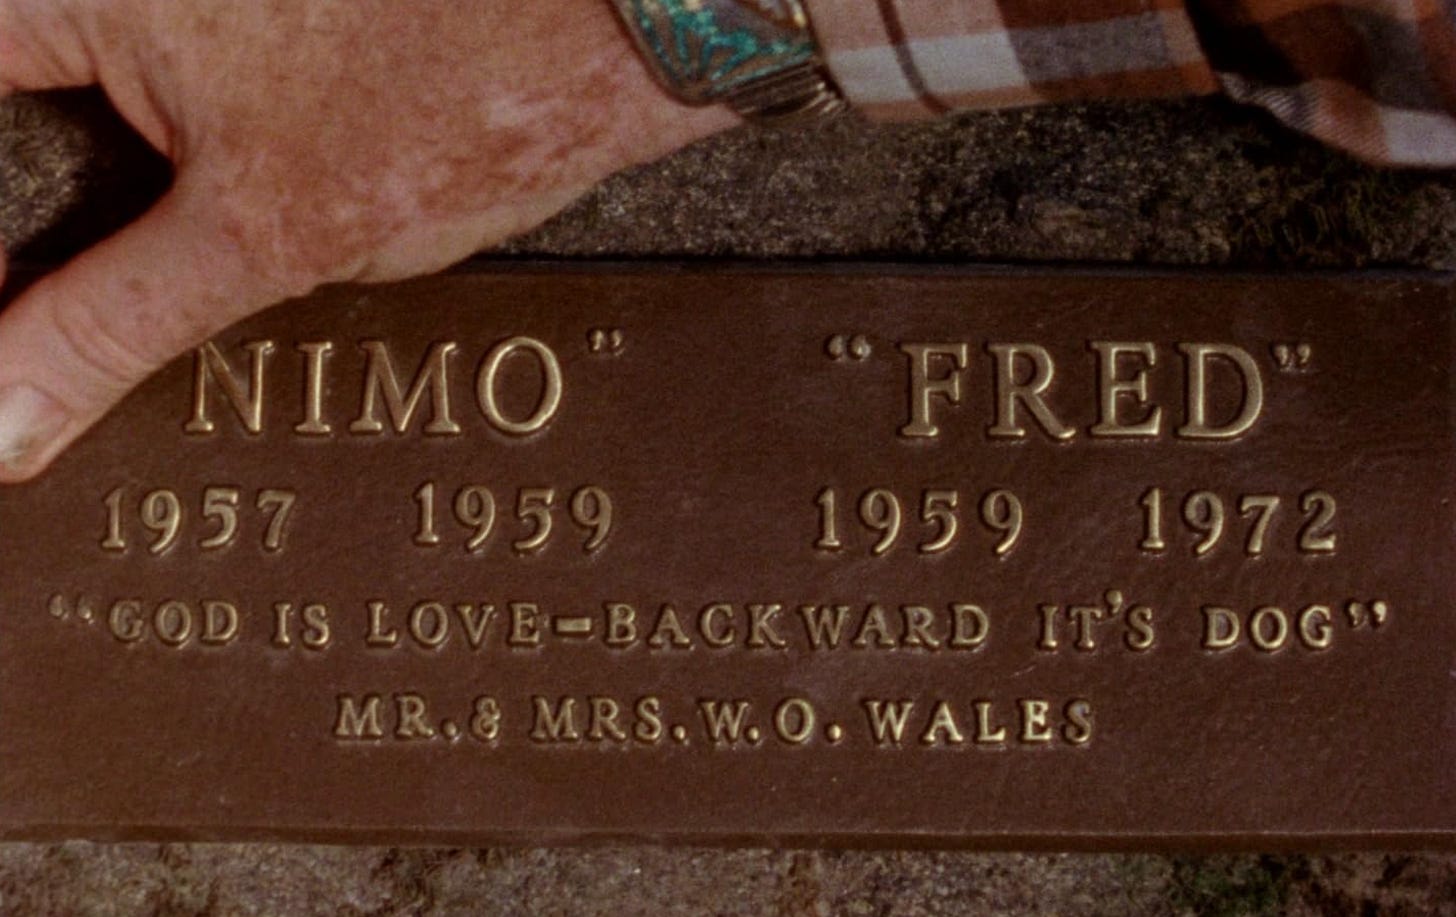 NIMO” “FRED”
1957 1959 1959 1972
“GOD IS LOVE-BACKWARD IT'S DOG”
MR. & MRS. W. O. WALES